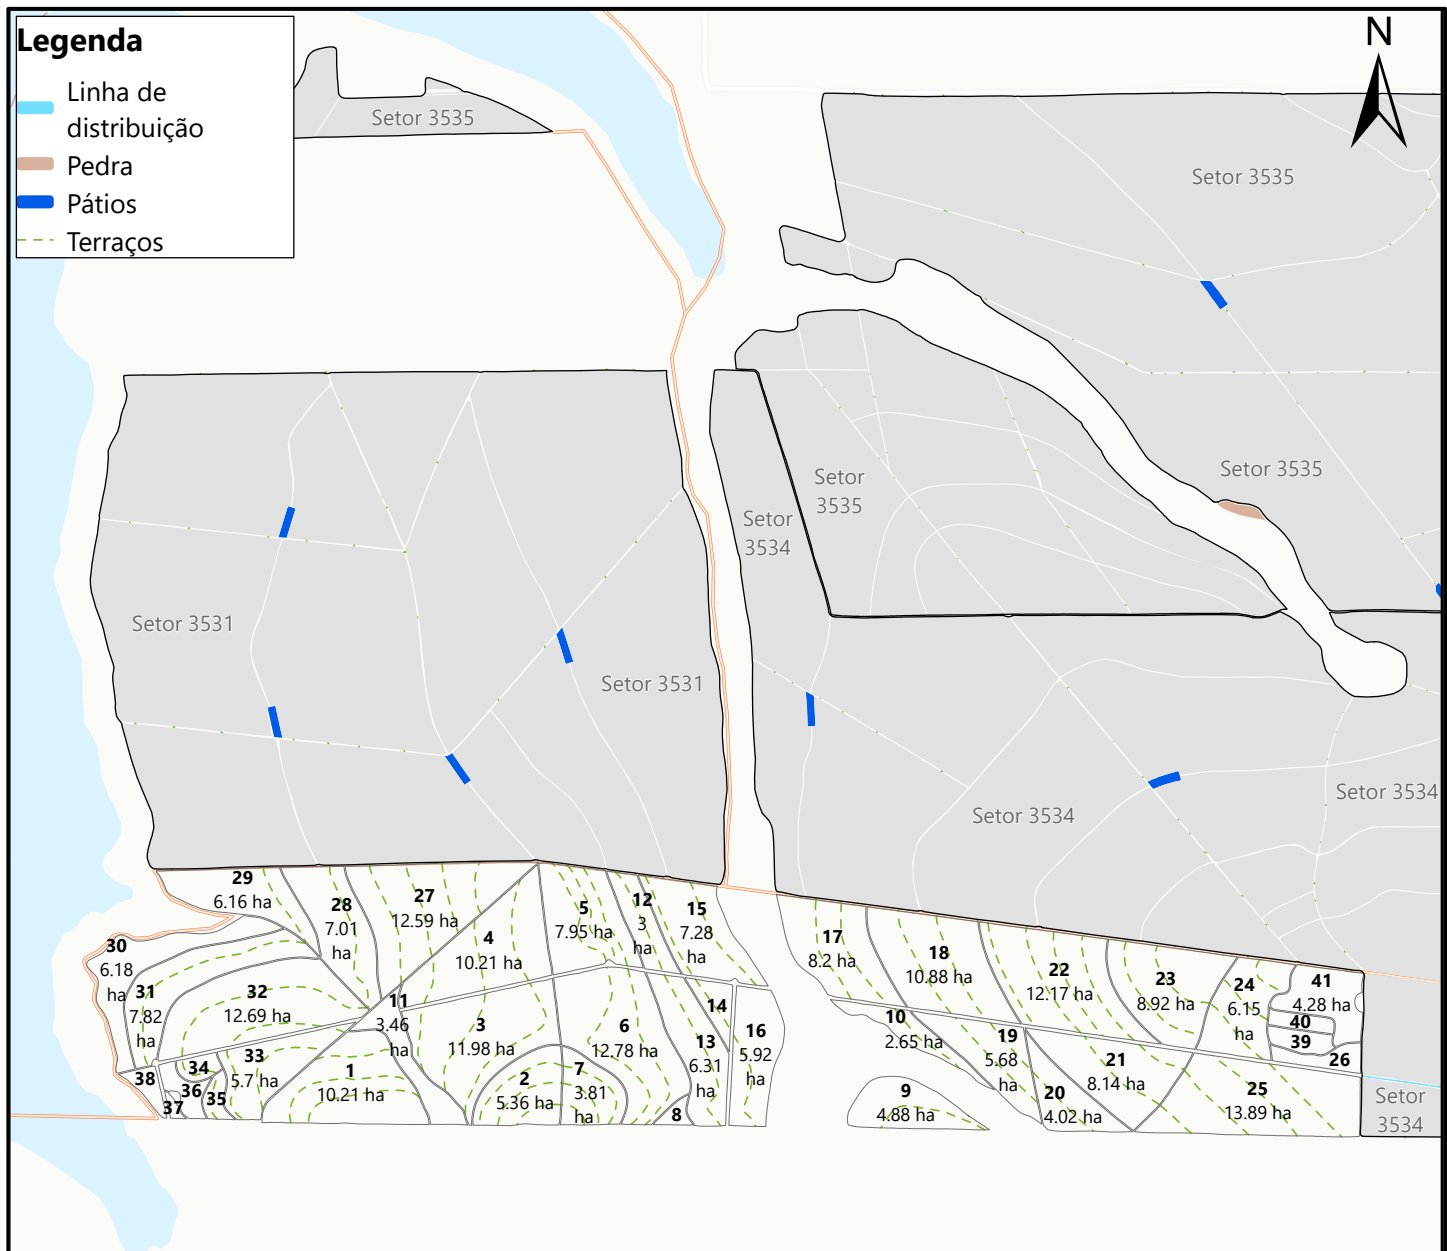 Legenda
Linha de
distribuição
Pedra
Pátios
Terraços
N
Setor 3535
Setor 3535
Setor 3535
Setor
3535
Setor
3534
Setor 3531
Setor 3531
Setor 3534
Setor 3534
Setor
3534
29
6.16 ha
28
7.01
ha
27
12.59 ha
4
10.21 ha
5
7.95 ha
12
3
ha
15
7.28
ha
17
8.2 ha
18
10.88 ha
22
12.17 ha
23
8.92 ha
24
6.15
ha
41
4.28 ha
40
39
26
30
6.18
ha
31
7.82
ha
32
12.69 ha
11
3.46
ha
3
11.98 ha
6
12.78 ha
14
13
6.31
ha
16
5.92
ha
10
2.65 ha
19
5.68
ha
21
8.14 ha
20
4.02 ha
25
13.89 ha
38
37
34
36
35
33
5.7 ha
1
10.21 ha
2
5.36 ha
7
3.81
ha
8
9
4.88 ha